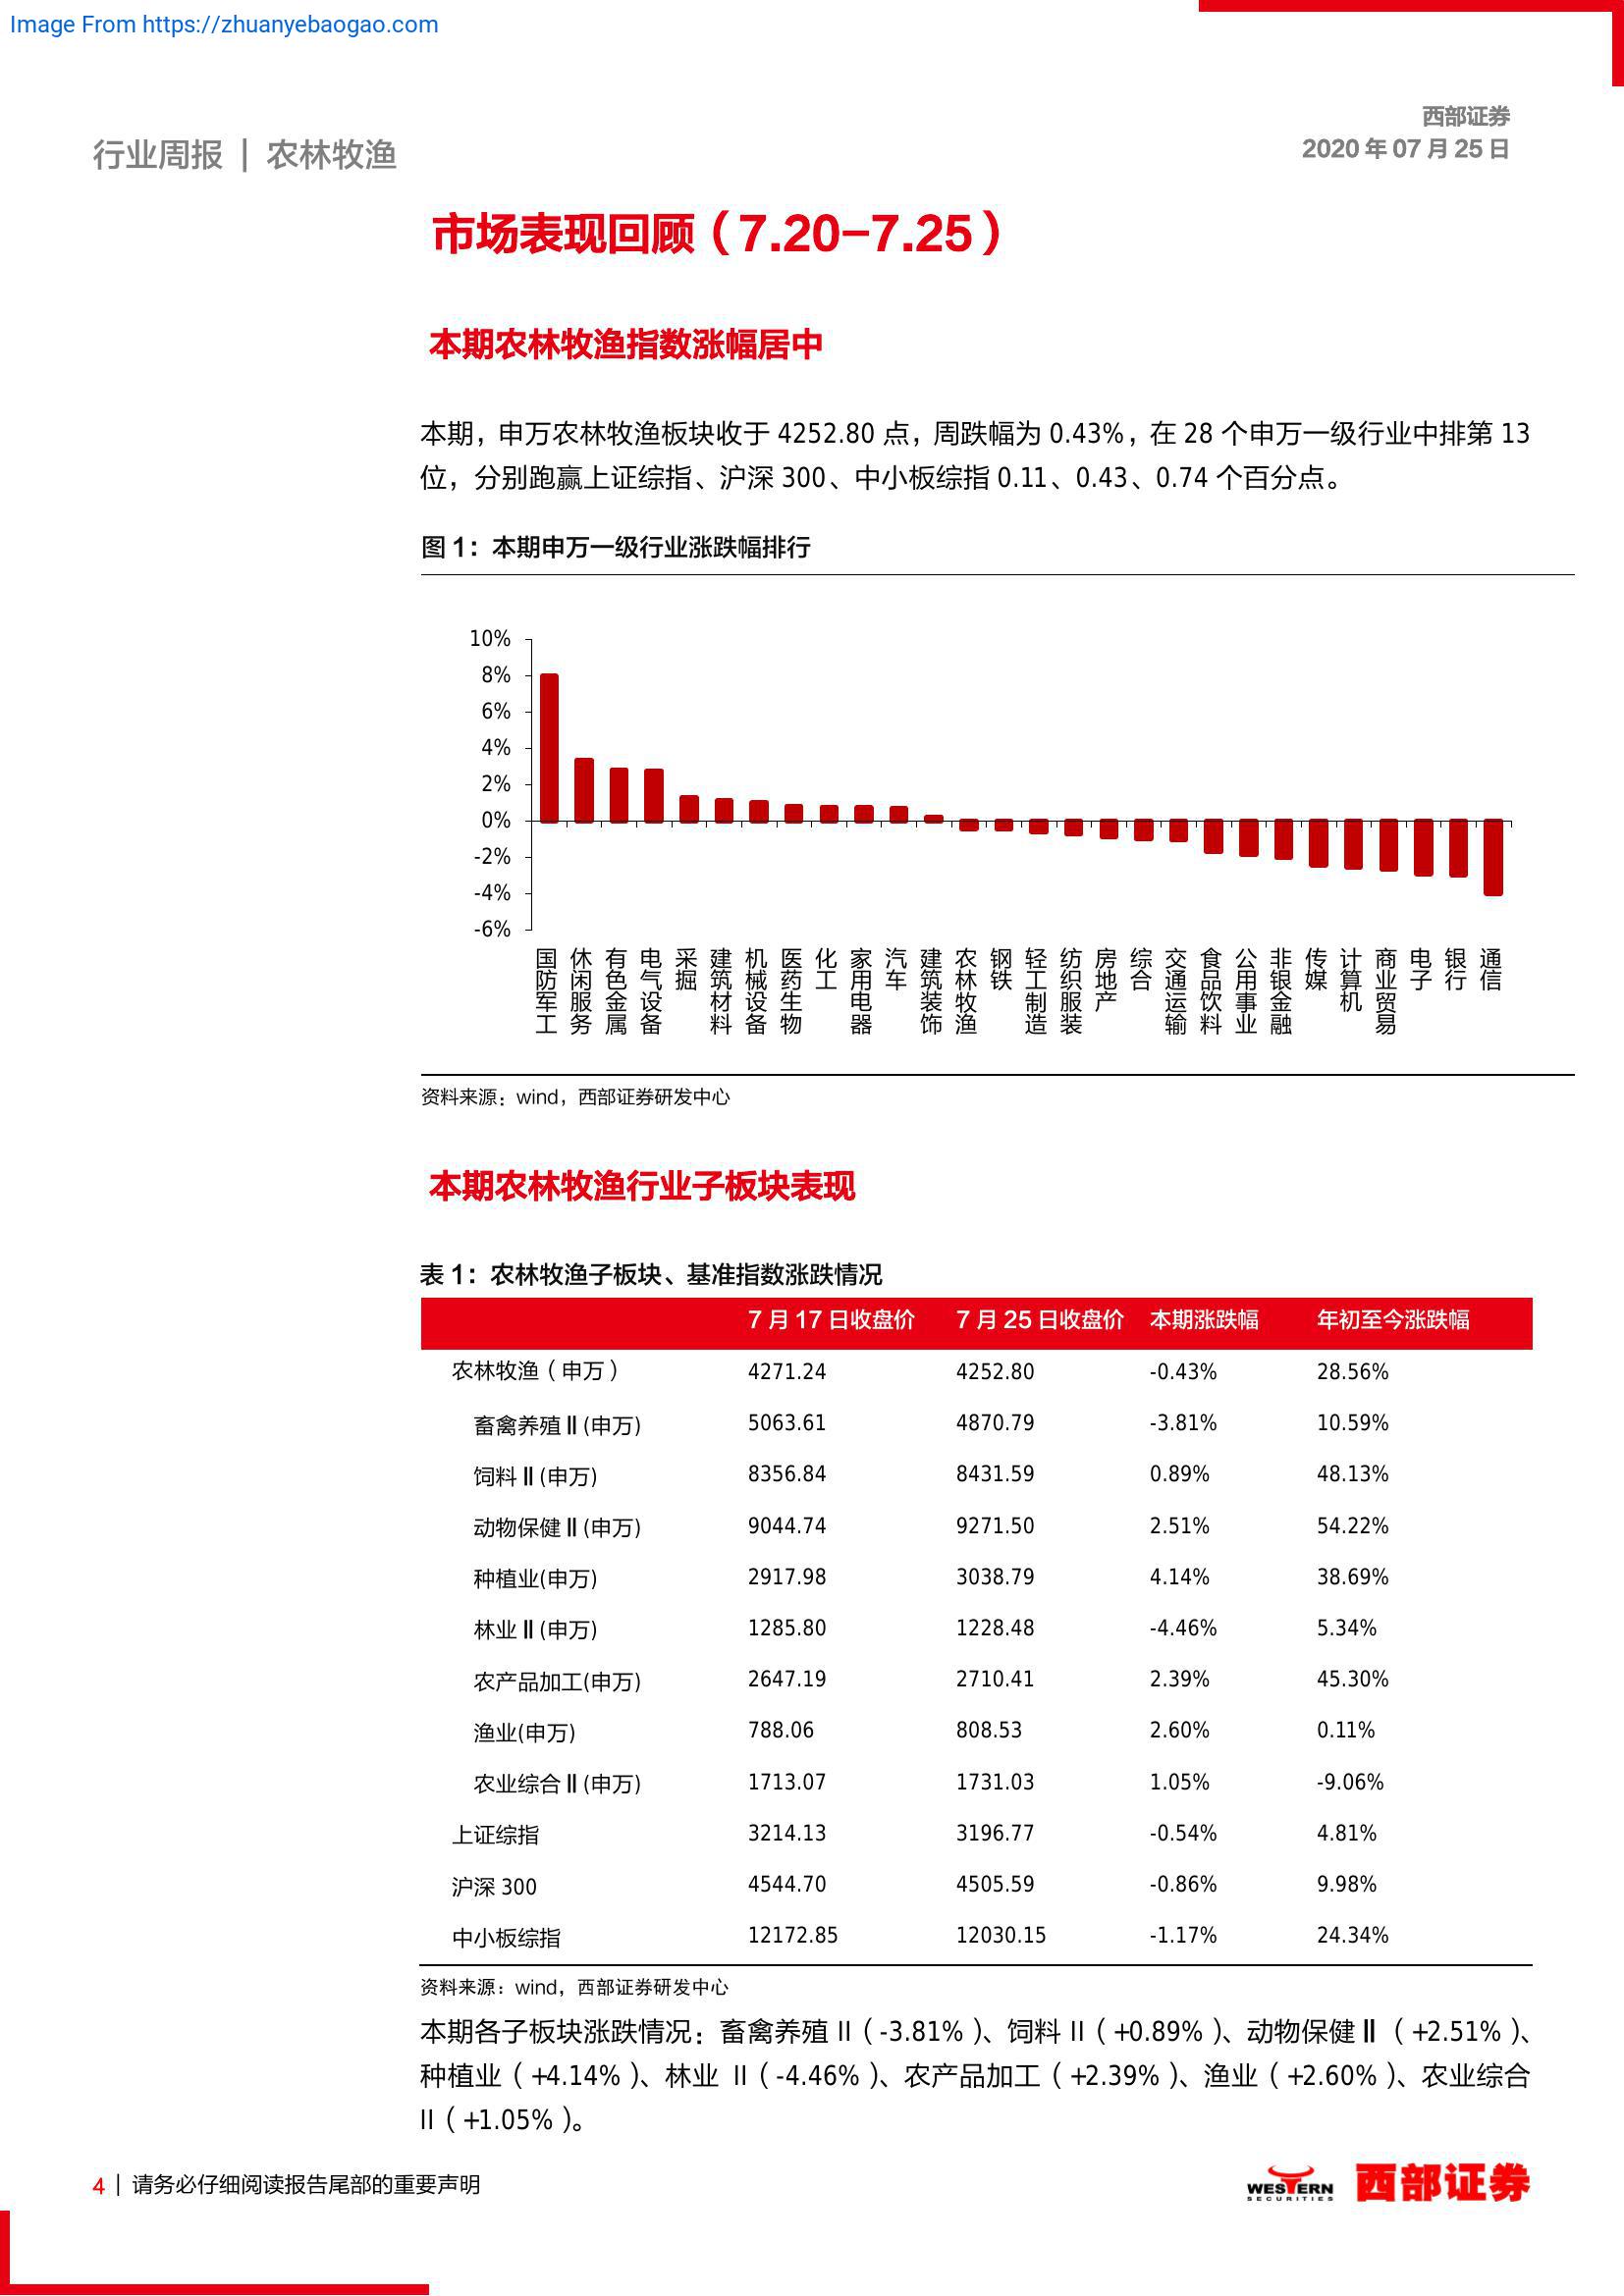 Image From https://zhuanyebaogao.com
西部证券
2020 年 07 月 25 日
行业周报 | 农林牧渔
市场表现回顾（7.20-7.25）
本期农林牧渔指数涨幅居中
本期，申万农林牧渔板块收于 4252.80 点，周跌幅为 0.43%，在 28 个申万一级行业中排第 13
位，分别跑赢上证综指、沪深 300、中小板综指 0.11、0.43、0.74 个百分点。
图 1：本期申万一级行业涨跌幅排行
10%
8%
6%
4%
2%
0%
-2%
-4%
-6%
国防军工
休闲服务
有色金属
电气设备
采掘
建筑材料
机械设备
医药生物
化工
家用电器
汽车
建筑装饰
农林牧渔
钢铁
轻工制造
纺织服装
房地产
综合
交通运输
食品饮料
公用事业
非银金融
传媒
计算机
商业贸易
电子
银行
通信
资料来源：wind，西部证券研发中心
本期农林牧渔行业子板块表现
表 1：农林牧渔子板块、基准指数涨跌情况
7 月 17 日收盘价 7 月 25 日收盘价 本期涨跌幅 年初至今涨跌幅
农林牧渔（申万） 4271.24 4252.80 -0.43% 28.56%
畜禽养殖Ⅱ(申万) 5063.61 4870.79 -3.81% 10.59%
饲料Ⅱ(申万) 8356.84 8431.59 0.89% 48.13%
动物保健Ⅱ(申万) 9044.74 9271.50 2.51% 54.22%
种植业(申万) 2917.98 3038.79 4.14% 38.69%
林业Ⅱ(申万) 1285.80 1228.48 -4.46% 5.34%
农产品加工(申万) 2647.19 2710.41 2.39% 45.30%
渔业(申万) 788.06 808.53 2.60% 0.11%
农业综合Ⅱ(申万) 1713.07 1731.03 1.05% -9.06%
上证综指 3214.13 3196.77 -0.54% 4.81%
沪深 300 4544.70 4505.59 -0.86% 9.98%
中小板综指 12172.85 12030.15 -1.17% 24.34%
资料来源：wind，西部证券研发中心
本期各子板块涨跌情况：畜禽养殖 II（-3.81%）、饲料 II（+0.89%）、动物保健Ⅱ（+2.51%）、
种植业（+4.14%）、林业 II（-4.46%）、农产品加工（+2.39%）、渔业（+2.60%）、农业综合
II（+1.05%）。
4 | 请务必仔细阅读报告尾部的重要声明
WESTERN
SECURITIES
西部证券